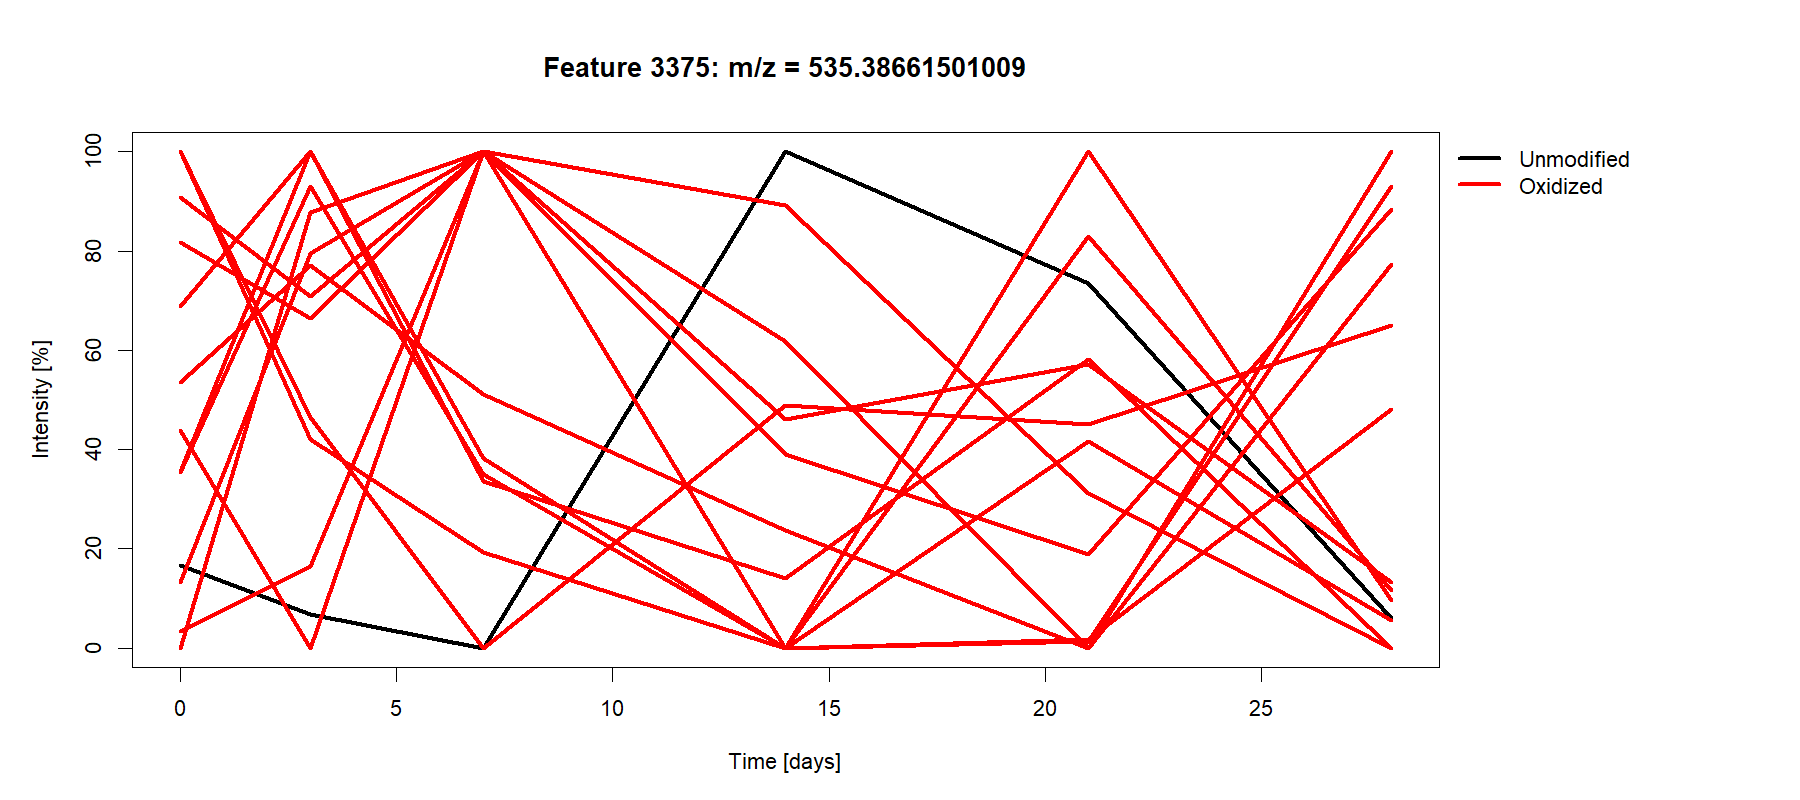 Feature 3375: m/z = 535.38661501009
Unmodified
Oxidized
Intensity [%]
100
80
60
40
20
0
0 5 10 15 20 25
Time [days]